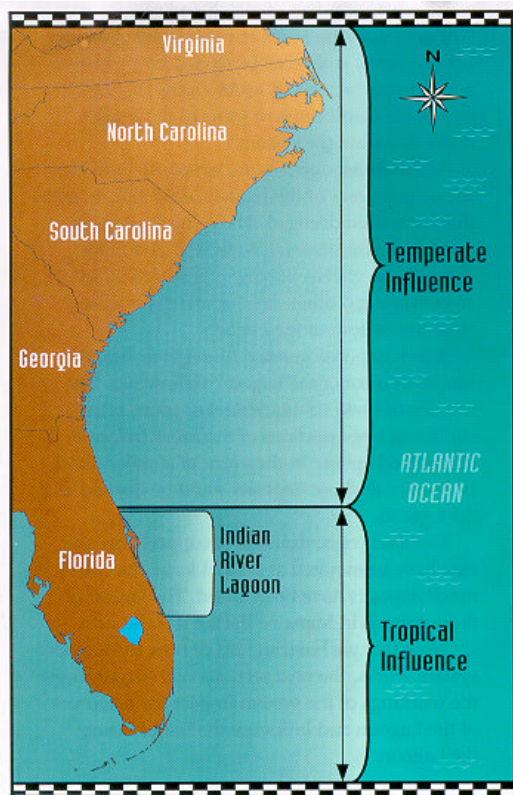 Virginia
N
North Carolina
South Carolina
Temperate
Influence
Georgia
ATLANTIC
OCEAN
Florida
Indian
River
Lagoon
Tropical
Influence